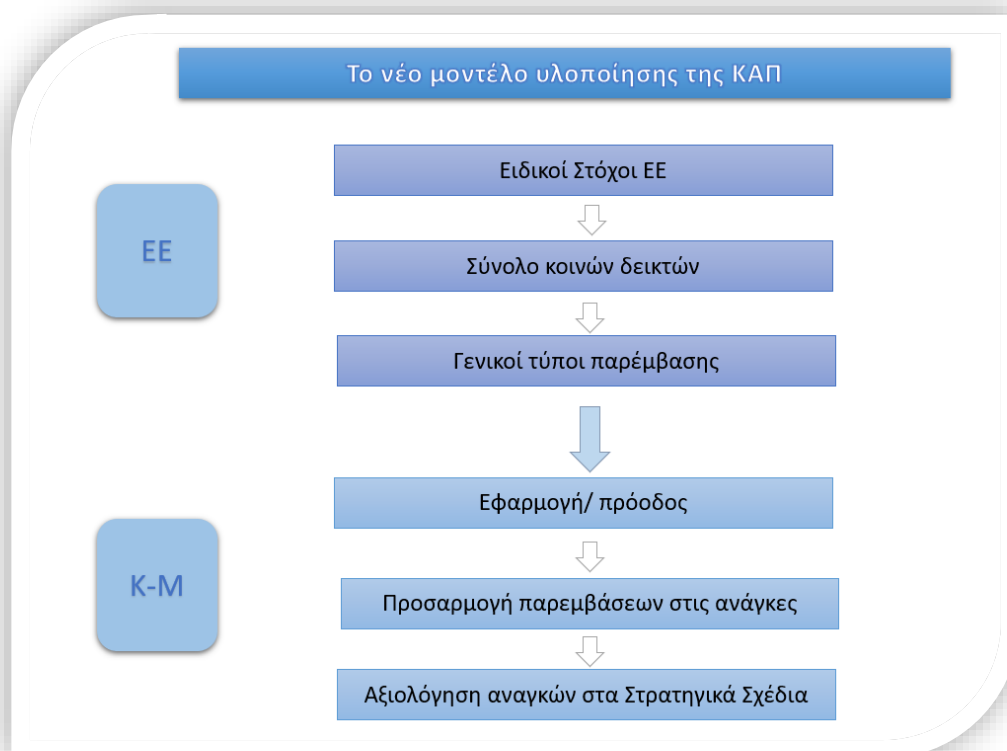 Το νέο μοντέλο υλοποίησης της ΚΑΠ
Ειδικοί Στόχοι ΕΕ
ΕΕ
Σύνολο κοινών δεικτών
Γενικοί τύποι παρέμβασης
Εφαρμογή/ πρόοδος
Κ-Μ
Προσαρμογή παρεμβάσεων στις ανάγκες
Αξιολόγηση αναγκών στα Στρατηγικά Σχέδια